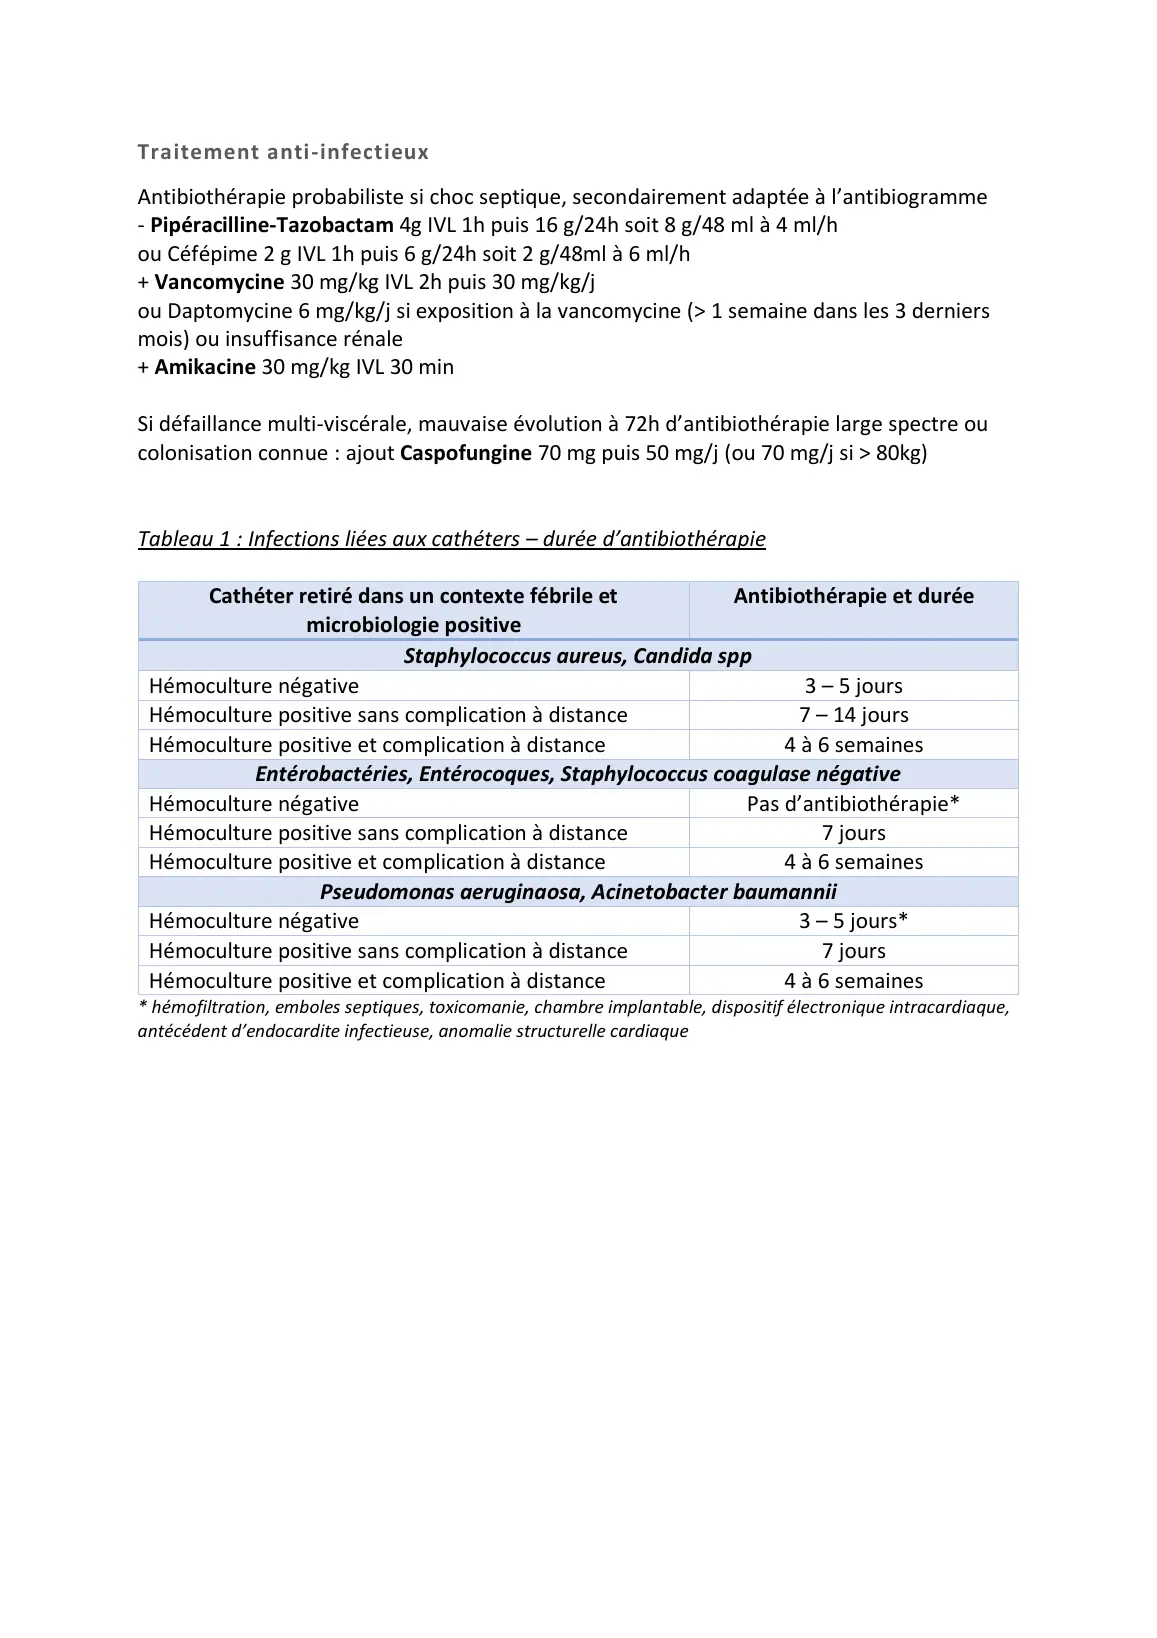 Traitement anti-infectieux
Antibiothérapie probabiliste si choc septique, secondairement adaptée à l’antibiogramme
- Pipéracilline-Tazobactam 4g IVL 1h puis 16 g/24h soit 8 g/48 ml à 4 ml/h
ou Céfépime 2 g IVL 1h puis 6 g/24h soit 2 g/48ml à 6 ml/h
+ Vancomycine 30 mg/kg IVL 2h puis 30 mg/kg/j
ou Daptomycine 6 mg/kg/j si exposition à la vancomycine (> 1 semaine dans les 3 derniers
mois) ou insuffisance rénale
+ Amikacine 30 mg/kg IVL 30 min
Si défaillance multi-viscérale, mauvaise évolution à 72h d’antibiothérapie large spectre ou
colonisation connue : ajout Caspofungine 70 mg puis 50 mg/j (ou 70 mg/j si > 80kg)
Tableau 1 : Infections liées aux cathéters – durée d’antibiothérapie
Cathéter retiré dans un contexte fébrile et
microbiologie positive
Antibiothérapie et durée
Staphylococcus aureus, Candida spp
Hémoculture négative 3 – 5 jours
Hémoculture positive sans complication à distance 7 – 14 jours
Hémoculture positive et complication à distance 4 à 6 semaines
Entérobactéries, Entérocoques, Staphylococcus coagulase négative
Hémoculture négative Pas d’antibiothérapie*
Hémoculture positive sans complication à distance 7 jours
Hémoculture positive et complication à distance 4 à 6 semaines
Pseudomonas aeruginaosa, Acinetobacter baumannii
Hémoculture négative 3 – 5 jours*
Hémoculture positive sans complication à distance 7 jours
Hémoculture positive et complication à distance 4 à 6 semaines
* hémofiltration, emboles septiques, toxicomanie, chambre implantable, dispositif électronique intracardiaque,
antécédent d’endocardite infectieuse, anomalie structurelle cardiaque